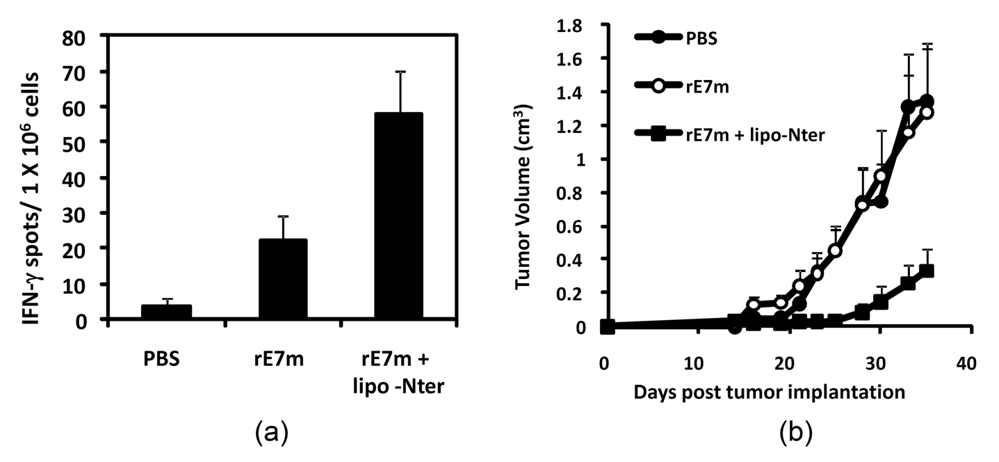 IFN-γ spots/ 1 X 10⁶ cells
80
70
60
50
40
30
20
10
0
PBS
rE7m
rE7m +
lipo -Nter
(a)
Tumor Volume (cm³)
1.8
1.6
1.4
1.2
1
0.8
0.6
0.4
0.2
0
PBS
rE7m
rE7m + lipo-Nter
0 10 20 30 40
Days post tumor implantation
(b)